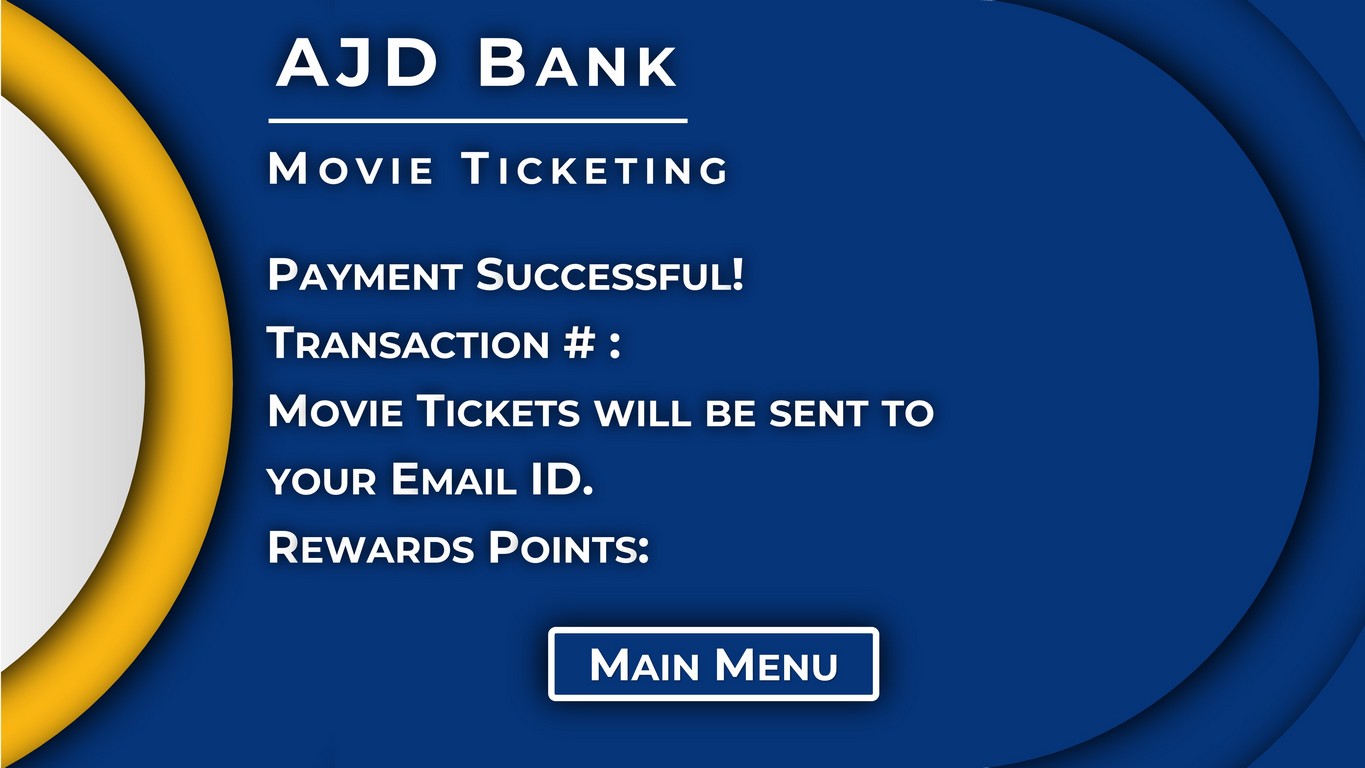 AJD Bank
Movie Ticketing
Payment Successful!
Transaction # :
Movie Tickets will be sent to
your Email ID.
Rewards Points:
Main Menu